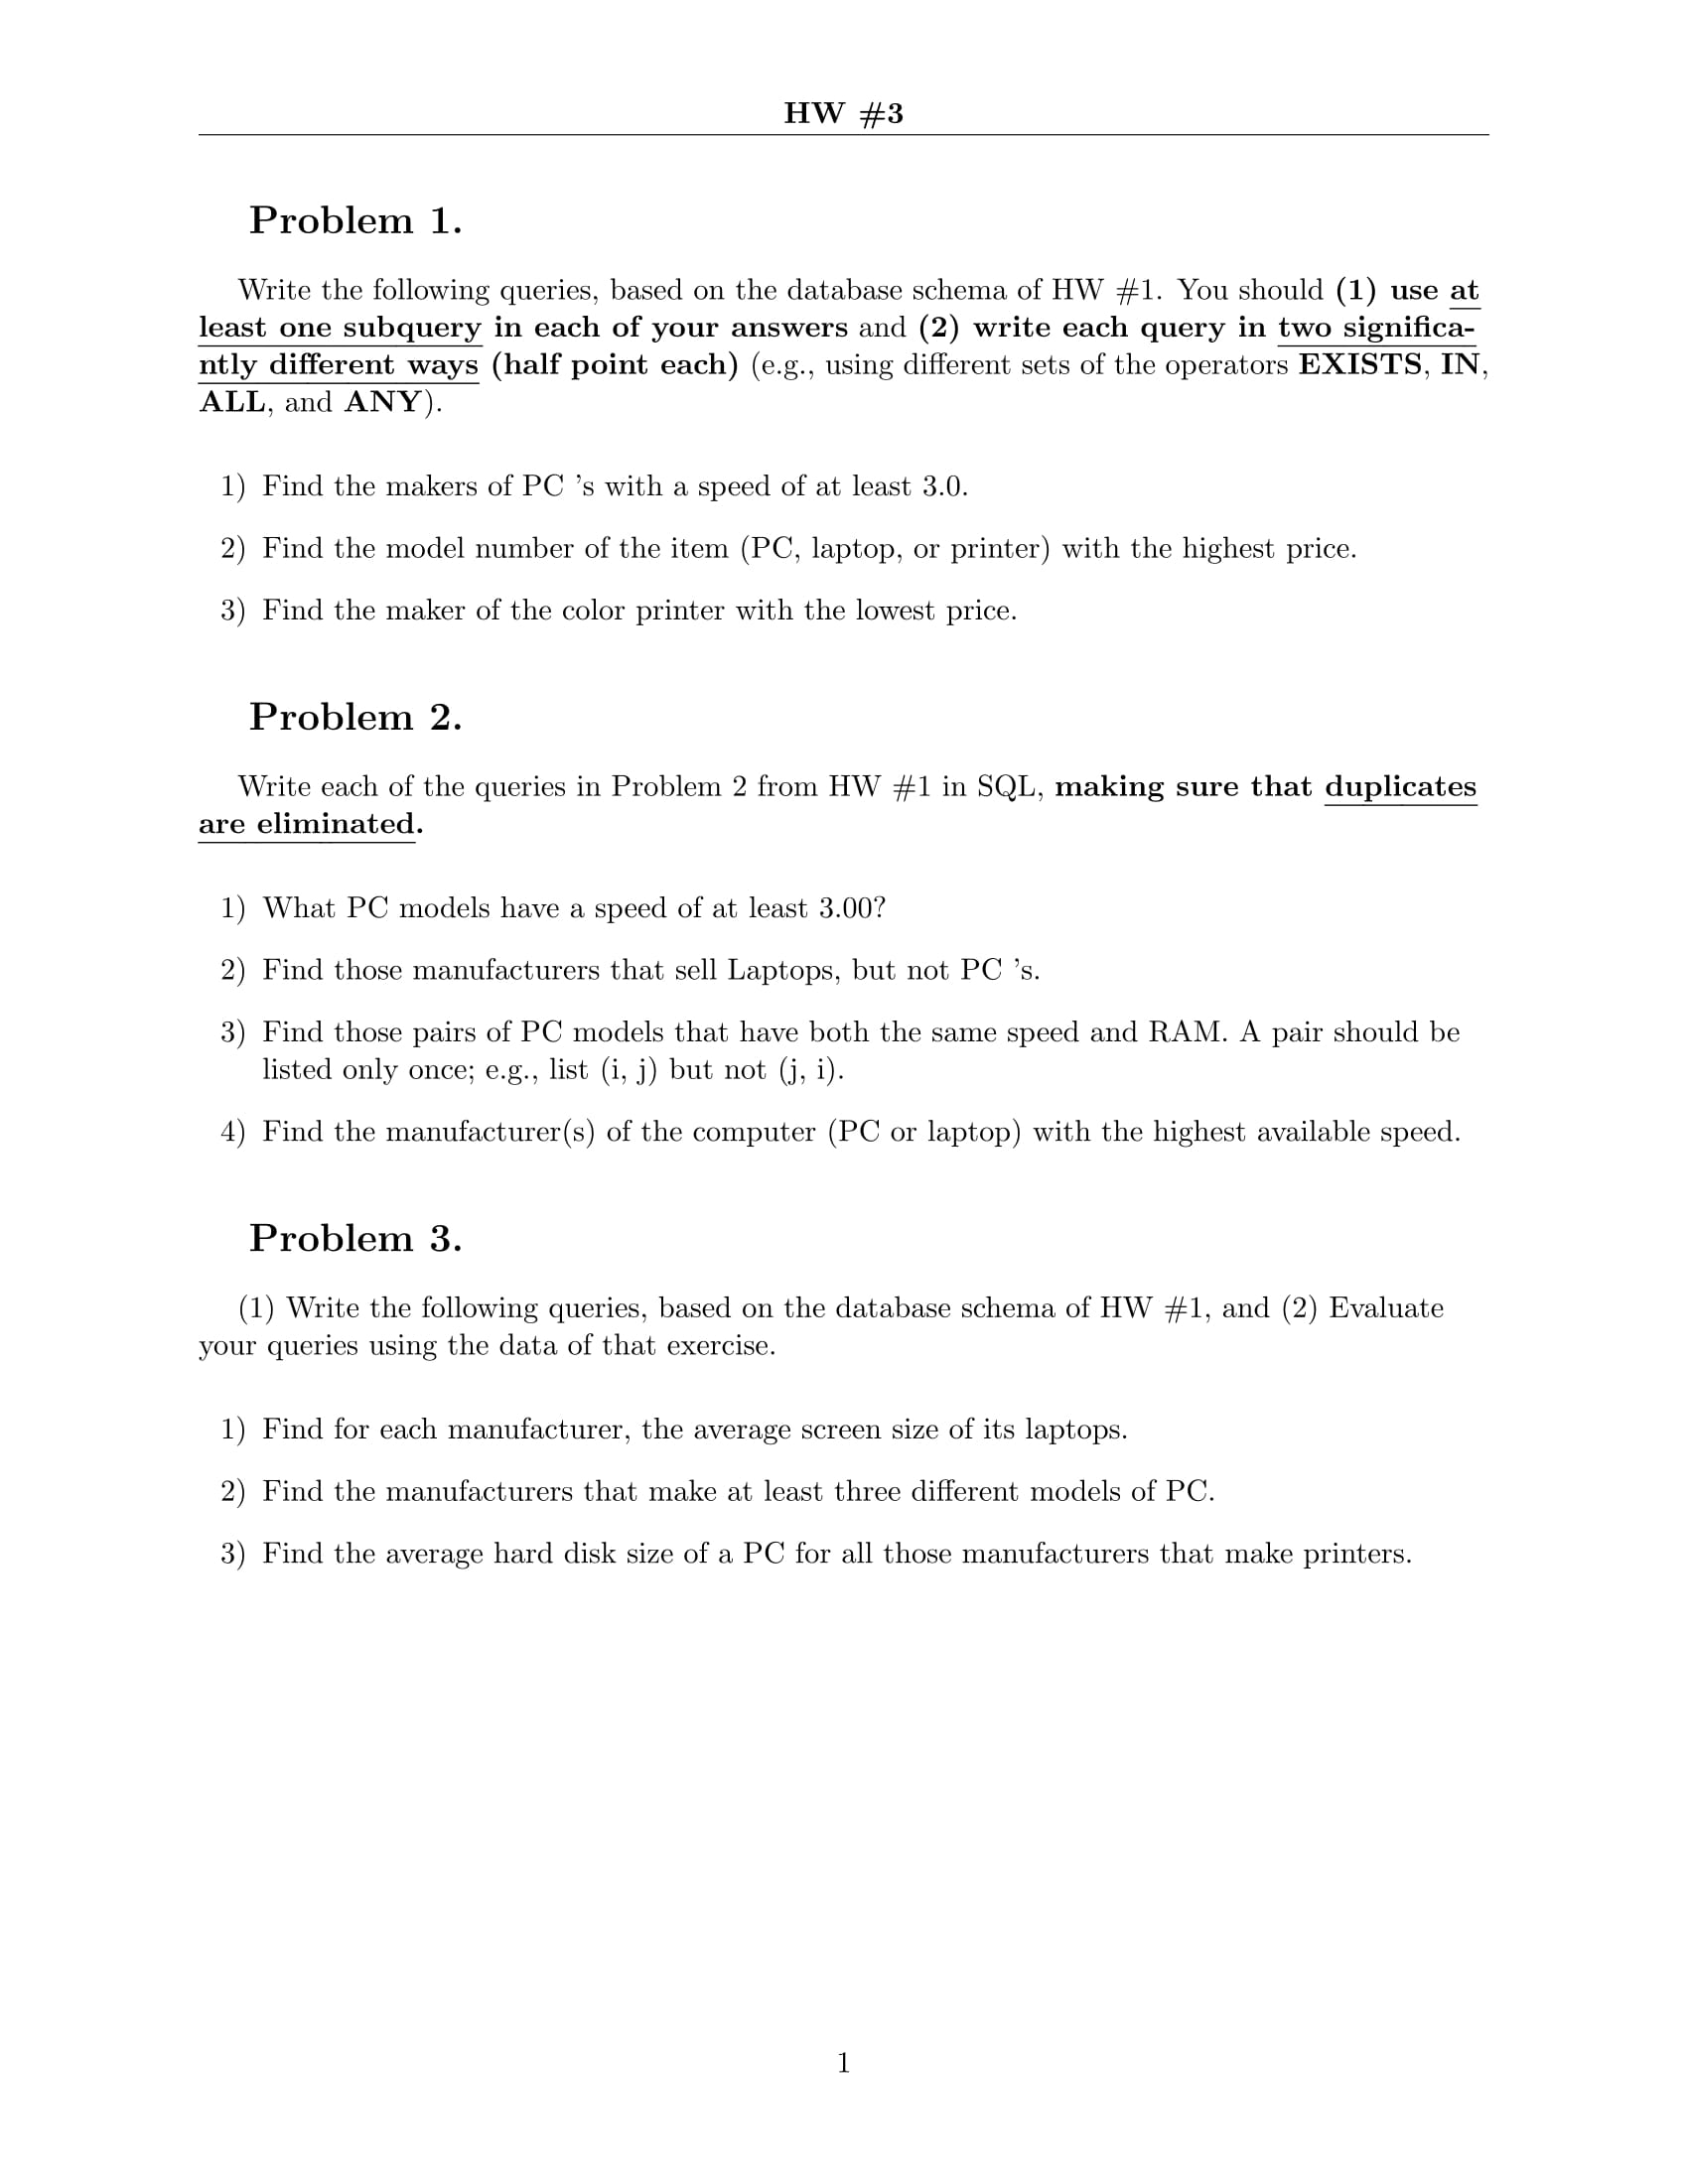 HW #3
Problem 1.
Write the following queries, based on the database schema of HW #1. You should (1) use at
least one subquery in each of your answers and (2) write each query in two significa-
ntly different ways (half point each) (e.g., using different sets of the operators EXISTS, IN,
ALL, and ANY).
1) Find the makers of PC 's with a speed of at least 3.0.
2) Find the model number of the item (PC, laptop, or printer) with the highest price.
3) Find the maker of the color printer with the lowest price.
Problem 2.
Write each of the queries in Problem 2 from HW #1 in SQL, making sure that duplicates
are eliminated.
1) What PC models have a speed of at least 3.00?
2) Find those manufacturers that sell Laptops, but not PC 's.
3) Find those pairs of PC models that have both the same speed and RAM. A pair should be
listed only once; e.g., list (i, j) but not (j, i).
4) Find the manufacturer(s) of the computer (PC or laptop) with the highest available speed.
Problem 3.
(1) Write the following queries, based on the database schema of HW #1, and (2) Evaluate
your queries using the data of that exercise.
1) Find for each manufacturer, the average screen size of its laptops.
2) Find the manufacturers that make at least three different models of PC.
3) Find the average hard disk size of a PC for all those manufacturers that make printers.
1